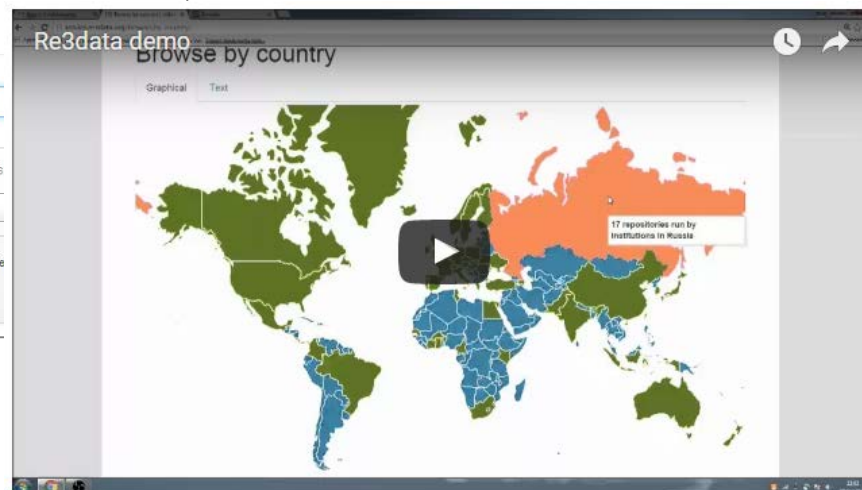 Re3data demo
Browse by country
Graphical Text
17 repositories run by
institutions in Russia